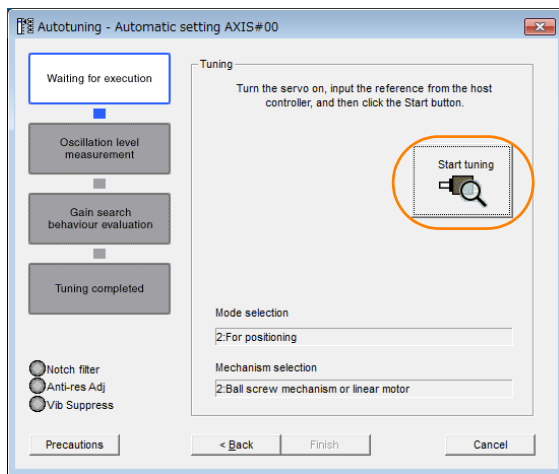 Autotuning - Automatic setting AXIS#00
Waiting for execution
Oscillation level
measurement
Gain search
behaviour evaluation
Tuning completed
Notch filter
Anti-res Adj
Vib Suppress
Tuning
Turn the servo on, input the reference from the host
controller, and then click the Start button.
Start tuning
Mode selection
2:For positioning
Mechanism selection
2:Ball screw mechanism or linear motor
Precautions
< Back
Finish
Cancel